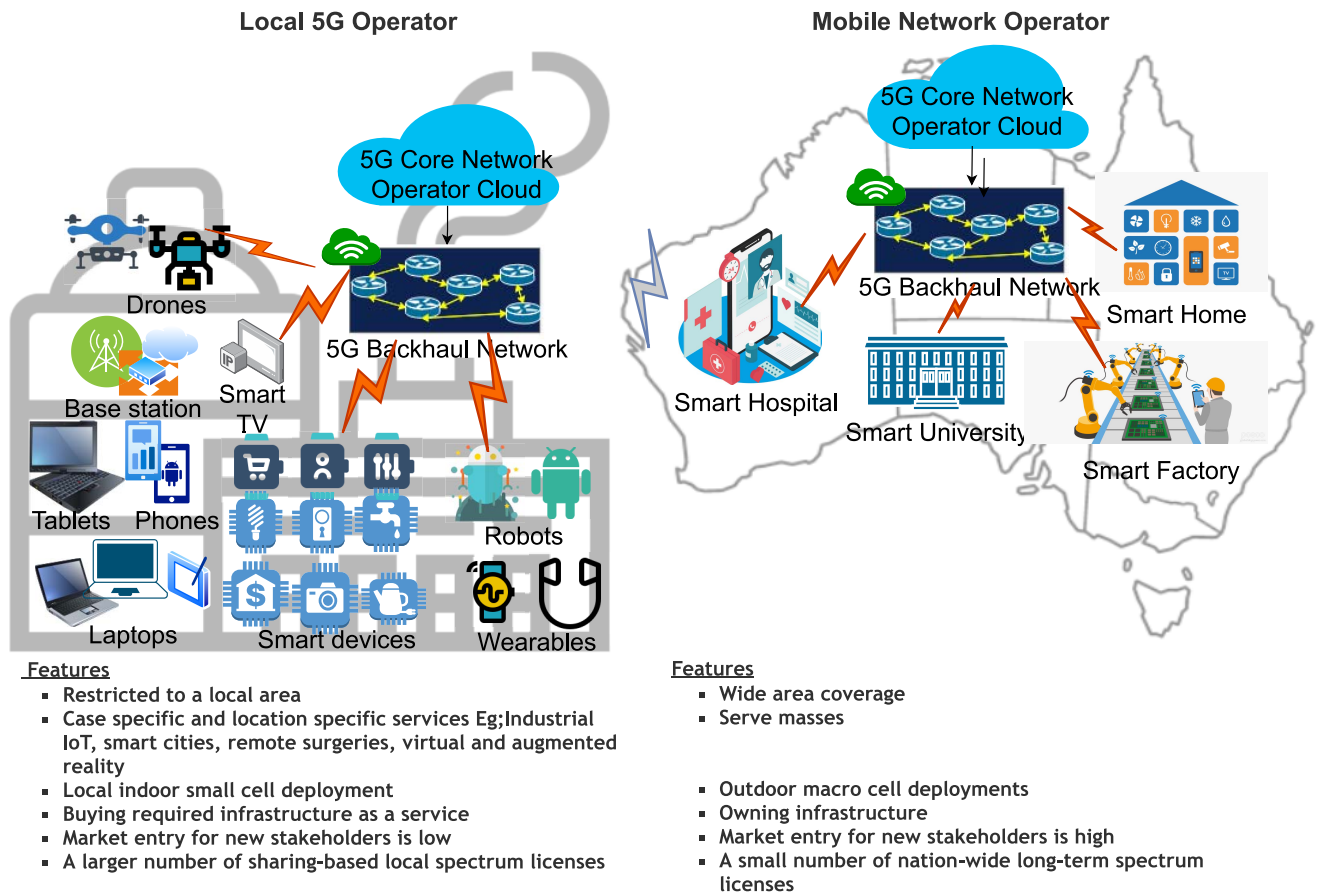 Local 5G Operator
5G Core Network
Operator Cloud
Drones
5G Backhaul Network
Base station
Smart
TV
IP
Tablets
Phones
Robots
$
Laptops
Smart devices
Wearables
Features
▪ Restricted to a local area
▪ Case specific and location specific services Eg;Industrial
IoT, smart cities, remote surgeries, virtual and augmented
reality
▪ Local indoor small cell deployment
▪ Buying required infrastructure as a service
▪ Market entry for new stakeholders is low
▪ A larger number of sharing-based local spectrum licenses
Mobile Network Operator
5G Core Network
Operator Cloud
5G Backhaul Network
TV
Smart Home
Smart Hospital
Smart University
Smart Factory
Features
▪ Wide area coverage
▪ Serve masses
▪ Outdoor macro cell deployments
▪ Owning infrastructure
▪ Market entry for new stakeholders is high
▪ A small number of nation-wide long-term spectrum
licenses